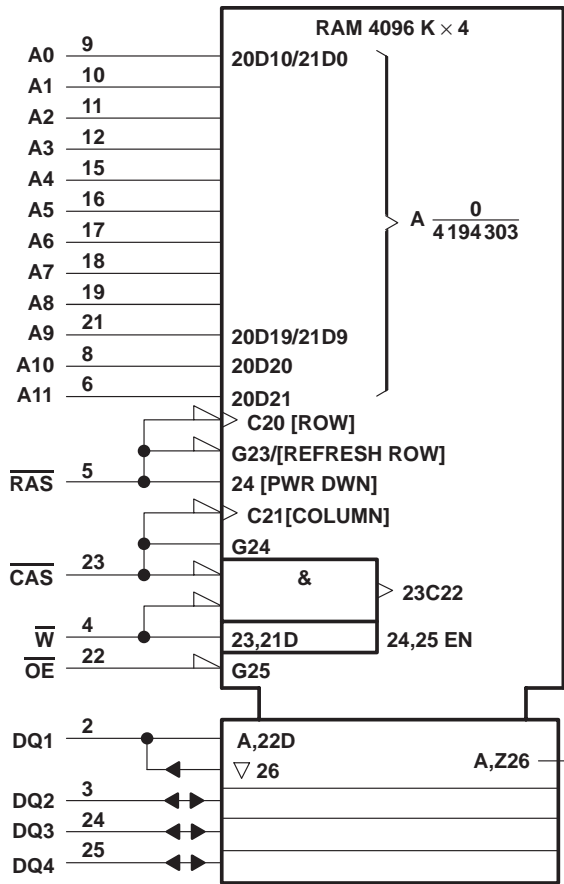 RAM 4096 K × 4
A0 9 20D10/21D0
A1 10
A2 11
A3 12
A4 15
A5 16
A 0
4 194 303
A6 17
A7 18
A8 19
A9 21 20D19/21D9
A10 8 20D20
A11 6 20D21
C20 [ROW]
G23/[REFRESH ROW]
RAS 5 24 [PWR DWN]
C21[COLUMN]
G24
CAS 23 & 23C22
W 4 23,21D 24,25 EN
OE 22 G25
DQ1 2 A,22D
26 A,Z26
DQ2 3
DQ3 24
DQ4 25